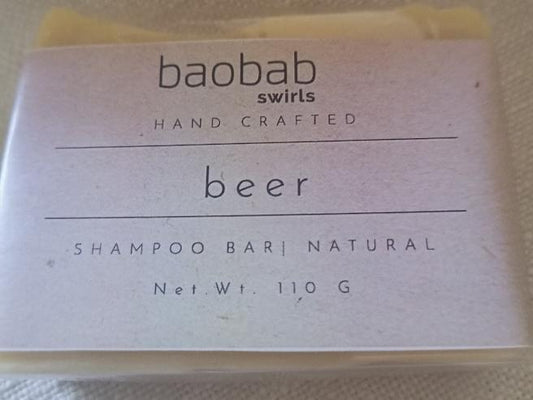 baobab
swirls
HAND CRAFTED
beer
SHAMPOO BAR| NATURAL
Net.Wt. 110 G